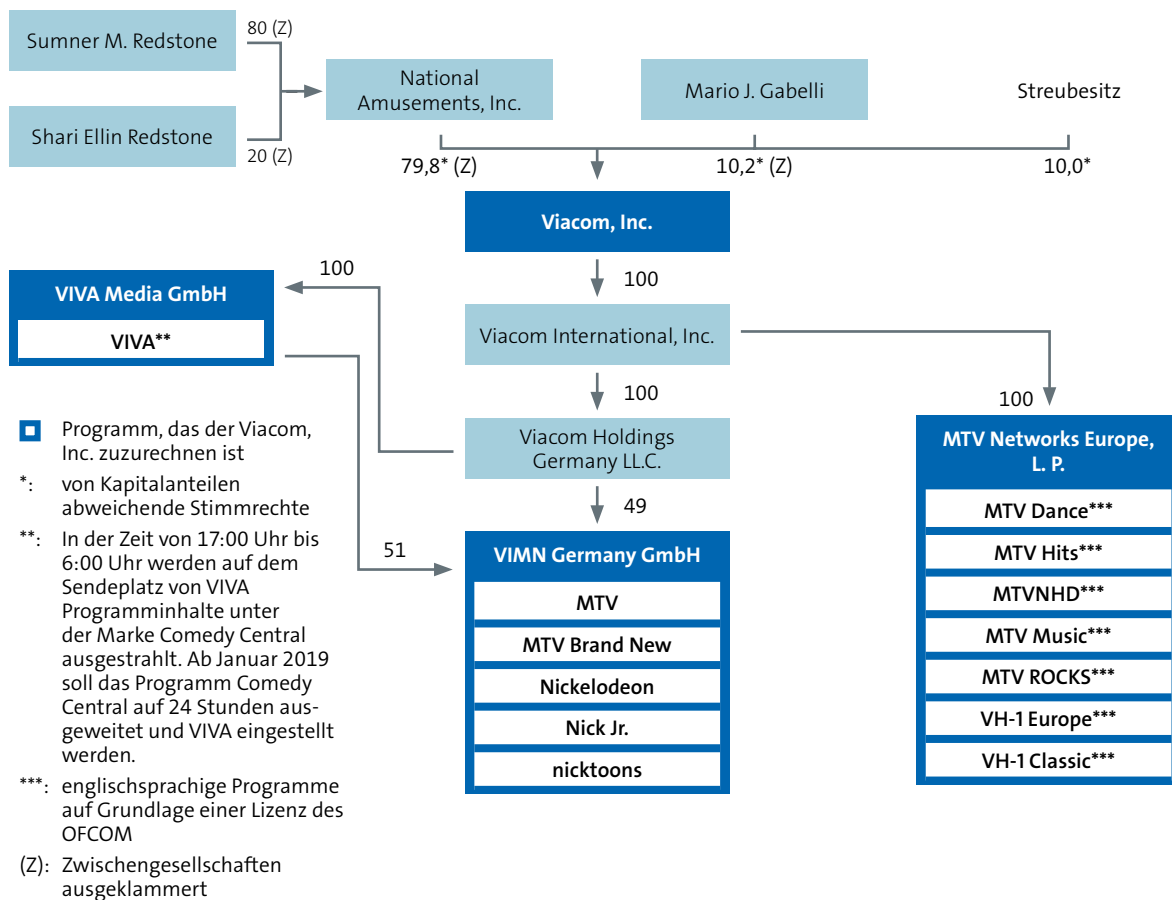 Sumner M. Redstone
80 (Z)
Shari Ellin Redstone
20 (Z)
National
Amusements, Inc.
Mario J. Gabelli
Streubesitz
79,8* (Z)
10,2* (Z)
10,0*
Viacom, Inc.
100
100
VIVA Media GmbH
VIVA**
Viacom International, Inc.
100
100
Viacom Holdings
Germany LL.C.
49
51
VIMN Germany GmbH
MTV
MTV Brand New
Nickelodeon
Nick Jr.
nicktoons
MTV Networks Europe,
L. P.
MTV Dance***
MTV Hits***
MTVNHD***
MTV Music***
MTV ROCKS***
VH-1 Europe***
VH-1 Classic***
Programm, das der Viacom,
Inc. zuzurechnen ist
*: von Kapitalanteilen
abweichende Stimmrechte
**: In der Zeit von 17:00 Uhr bis
6:00 Uhr werden auf dem
Sendeplatz von VIVA
Programminhalte unter
der Marke Comedy Central
ausgestrahlt. Ab Januar 2019
soll das Programm Comedy
Central auf 24 Stunden aus-
geweitet und VIVA eingestellt
werden.
***: englischsprachige Programme
auf Grundlage einer Lizenz des
OFCOM
(Z): Zwischengesellschaften
ausgeklammert